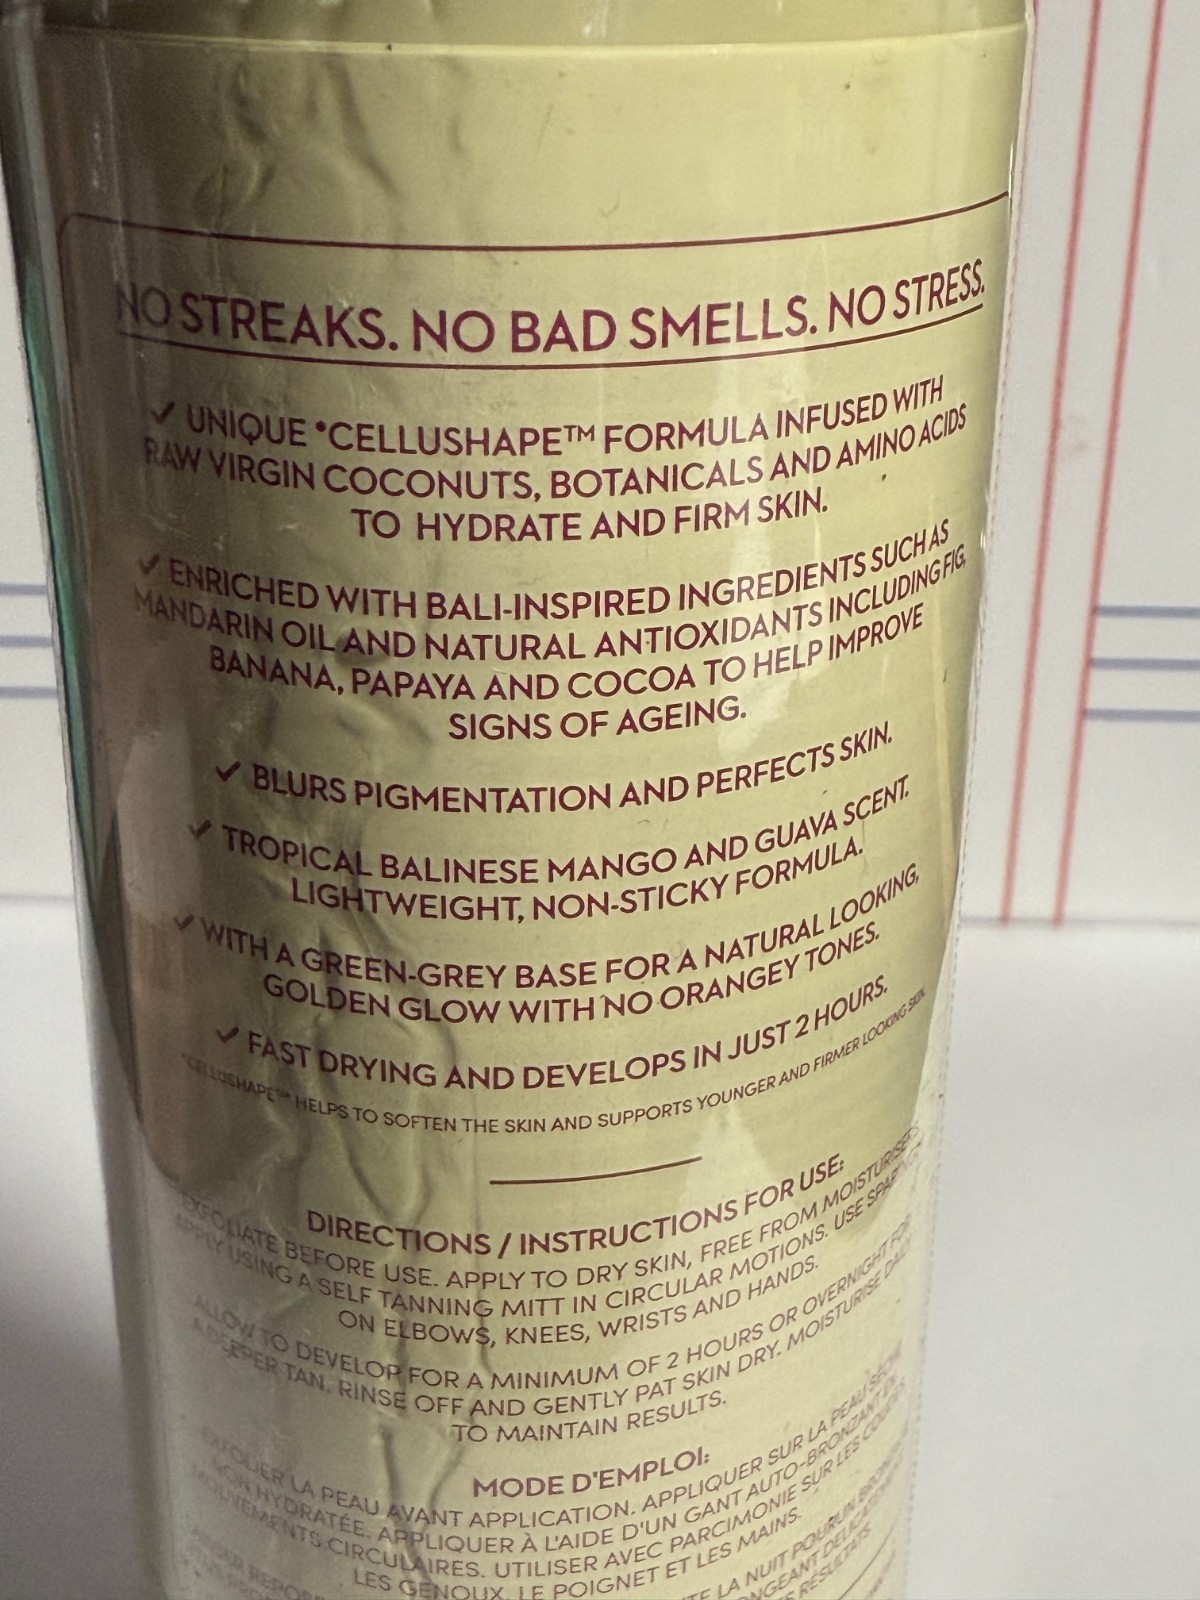 NO STREAKS. NO BAD SMELLS. NO STRESS.
✓ UNIQUE *CELLUSHAPE™ FORMULA INFUSED WITH
RAW VIRGIN COCONUTS, BOTANICALS AND AMINO ACIDS
TO HYDRATE AND FIRM SKIN.
✓ ENRICHED WITH BALI-INSPIRED INGREDIENTS SUCH AS
MANDARIN OIL AND NATURAL ANTIOXIDANTS INCLUDING FIG,
BANANA, PAPAYA AND COCOA TO HELP IMPROVE
SIGNS OF AGEING.
✓ BLURS PIGMENTATION AND PERFECTS SKIN.
✓ TROPICAL BALINESE MANGO AND GUAVA SCENT.
LIGHTWEIGHT, NON-STICKY FORMULA.
✓ WITH A GREEN-GREY BASE FOR A NATURAL LOOKING,
GOLDEN GLOW WITH NO ORANGEY TONES.
✓ FAST DRYING AND DEVELOPS IN JUST 2 HOURS.
*CELLUSHAPE™ HELPS TO SOFTEN THE SKIN AND SUPPORTS YOUNGER AND FIRMER LOOKING SKIN
DIRECTIONS / INSTRUCTIONS FOR USE:
EXFOLIATE BEFORE USE. APPLY TO DRY SKIN, FREE FROM MOISTURISER.
APPLY USING A SELF TANNING MITT IN CIRCULAR MOTIONS. USE
ON ELBOWS, KNEES, WRISTS AND HANDS.
ALLOW TO DEVELOP FOR A MINIMUM OF 2 HOURS OR OVERNIGHT FOR
A DEEPER TAN. RINSE OFF AND GENTLY PAT SKIN DRY. MOISTURISE DAILY
TO MAINTAIN RESULTS.
MODE D'EMPLOI:
EXFOLIER LA PEAU AVANT APPLICATION. APPLIQUER SUR LA PEAU SÈCHE
NON HYDRATÉE. APPLIQUER À L'AIDE D'UN GANT AUTO-BRONZANT EN
MOUVEMENTS CIRCULAIRES. UTILISER AVEC PARCIMONIE SUR LES COUDES,
LES GENOUX, LE POIGNET ET LES MAINS.
LA NUIT POUR UN
DÉLICATEMENT
RÉSULTATS